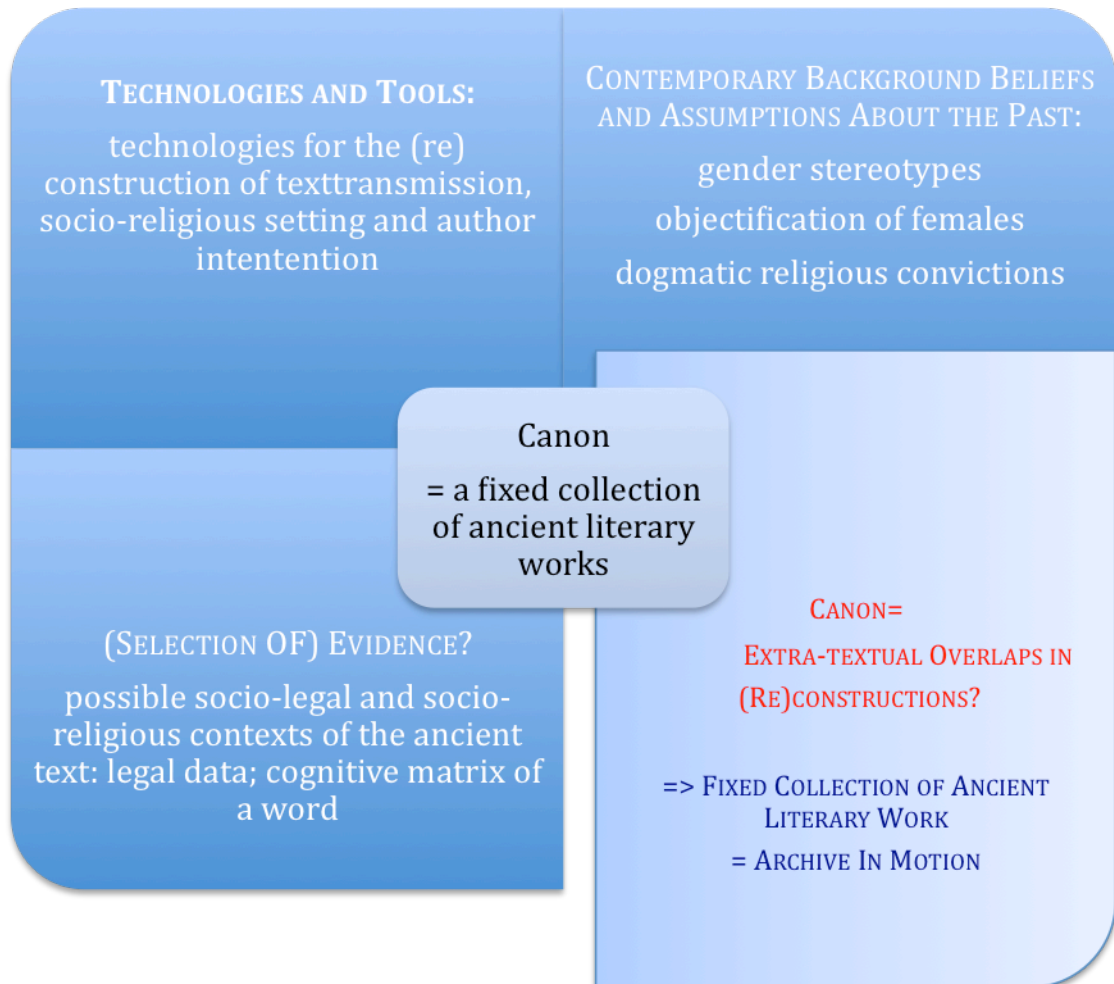 TECHNOLOGIES AND TOOLS:
technologies for the (re)
construction of texttransmission,
socio-religious setting and author
intentention
CONTEMPORARY BACKGROUND BELIEFS
AND ASSUMPTIONS ABOUT THE PAST:
gender stereotypes
objectification of females
dogmatic religious convictions
Canon
= a fixed collection
of ancient literary
works
(SELECTION OF) EVIDENCE?
possible socio-legal and socio-
religious contexts of the ancient
text: legal data; cognitive matrix of
a word
CANON=
EXTRA-TEXTUAL OVERLAPS IN
(RE)CONSTRUCTIONS?
=> FIXED COLLECTION OF ANCIENT
LITERARY WORK
= ARCHIVE IN MOTION